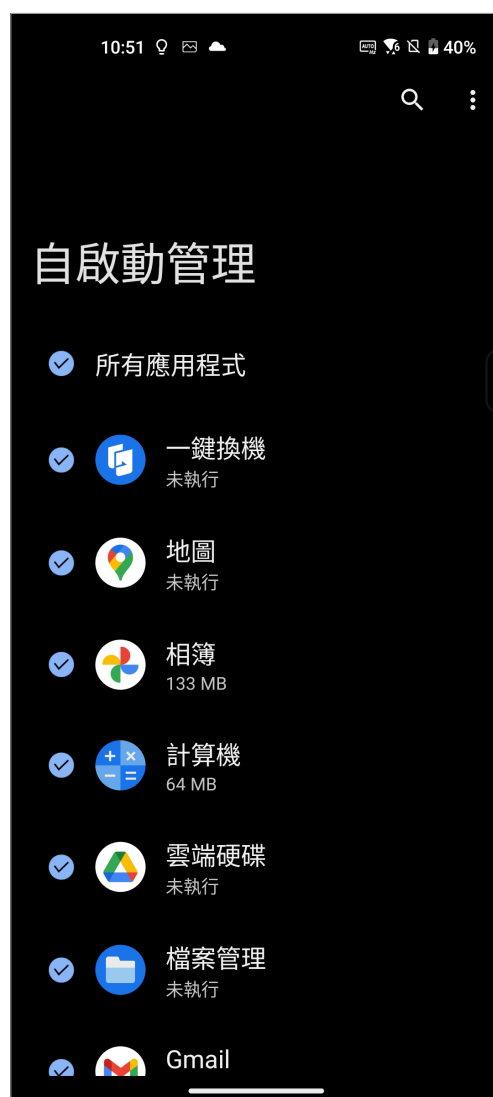 10:51 40%
自啟動管理
所有應用程式
一鍵換機
未執行
地圖
未執行
相簿
133 MB
計算機
64 MB
雲端硬碟
未執行
檔案管理
未執行
Gmail